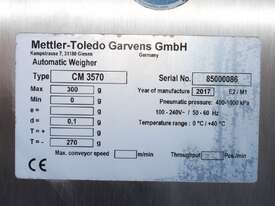 Mettler-Toledo Garvens GmbH
Kampstrasse 7, 31180 Giesen Germany
Automatic Weigher
Type CM 3570 Serial No. 85000086
Max 300 g Year of manufacture 2017 E2 / M1
Min 0 g Pneumatic pressure: 400-1000 kPa
e = g 100 - 240V~ / 50 - 60 Hz
d = 0,1 g Temperature range: 0 °C/+40 °C
T = + g
T = - 270 g
Max. conveyor speed m/min Throughput Pcs./min
CE